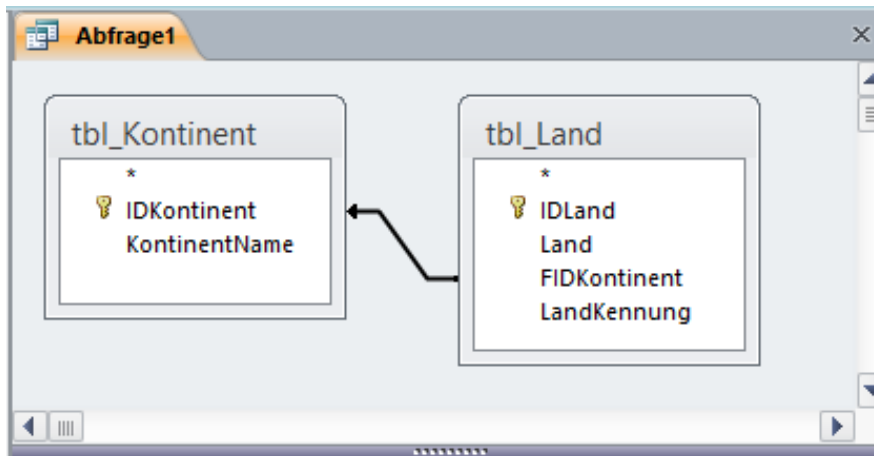 Abfrage1
tbl_Kontinent
*
IDKontinent
KontinentName
tbl_Land
*
IDLand
Land
FIDKontinent
LandKennung